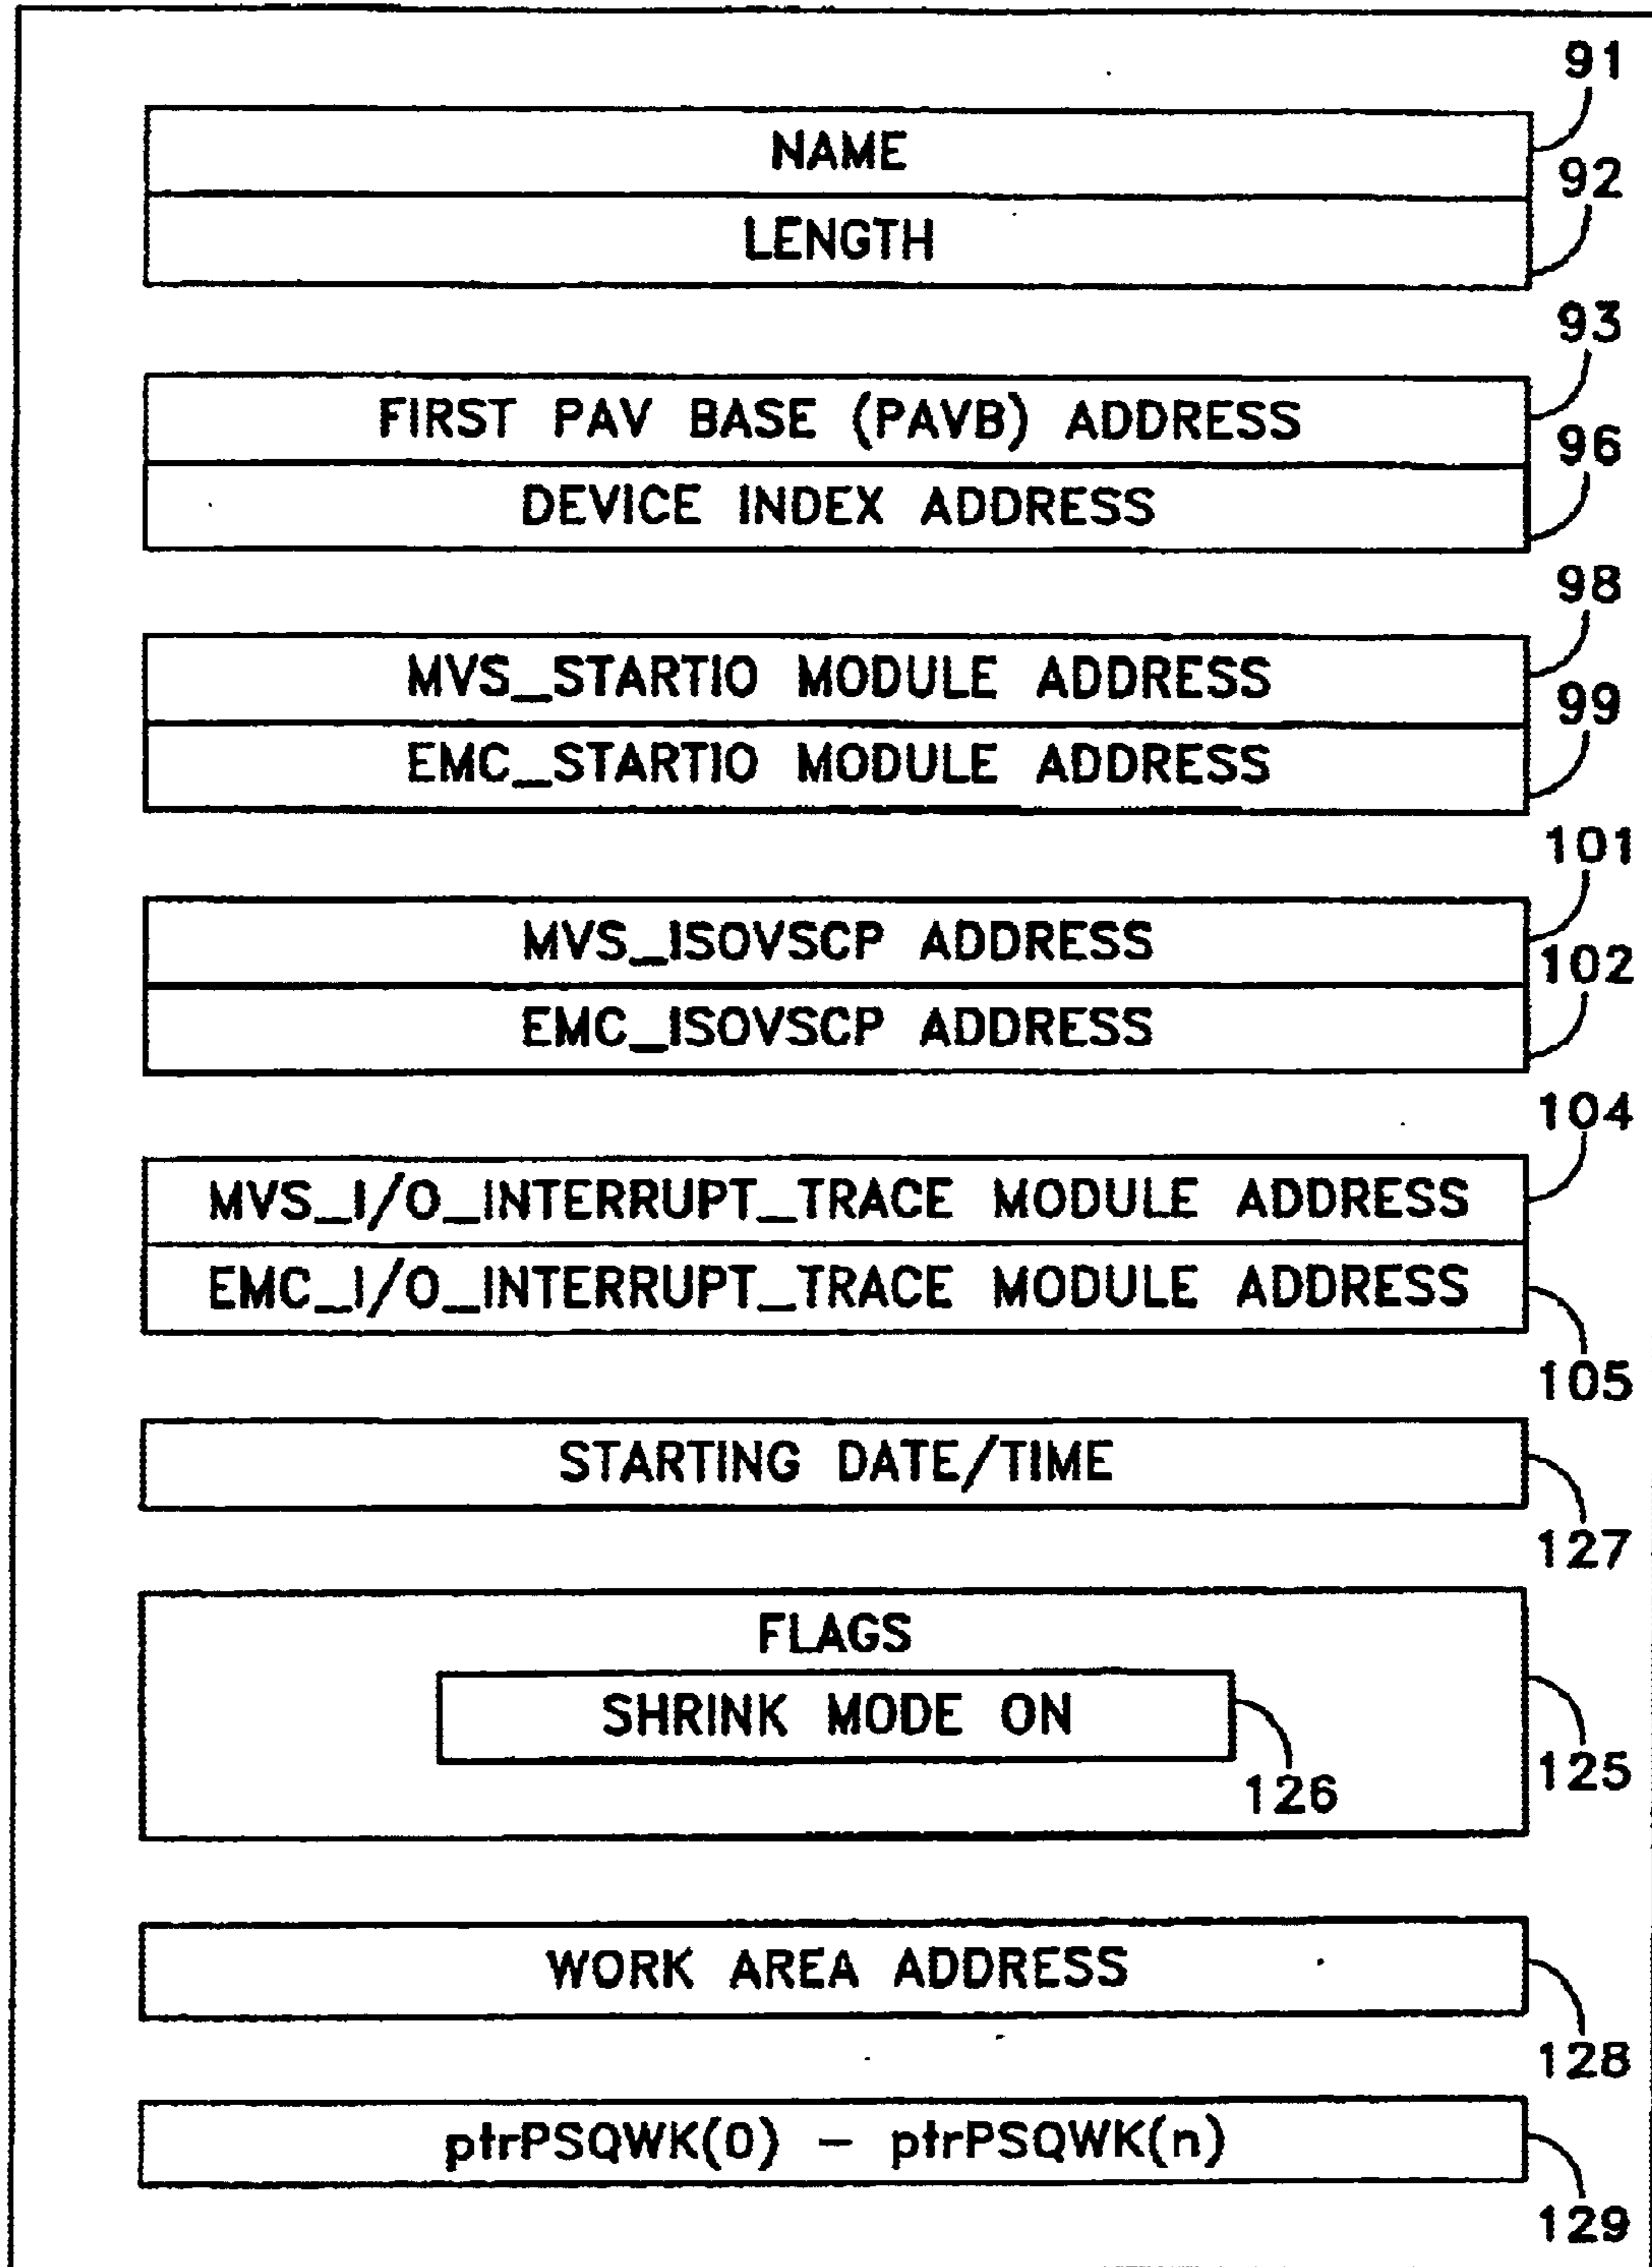 91
NAME
92
LENGTH
93
FIRST PAV BASE (PAVB) ADDRESS
96
DEVICE INDEX ADDRESS
98
MVS_STARTIO MODULE ADDRESS
99
EMC_STARTIO MODULE ADDRESS
101
MVS_ISOVSCP ADDRESS
102
EMC_ISOVSCP ADDRESS
104
MVS_I/O_INTERRUPT_TRACE MODULE ADDRESS
EMC_I/O_INTERRUPT_TRACE MODULE ADDRESS
105
STARTING DATE/TIME
127
FLAGS
SHRINK MODE ON
126
125
WORK AREA ADDRESS
128
ptrPSQWK(0) – ptrPSQWK(n)
129